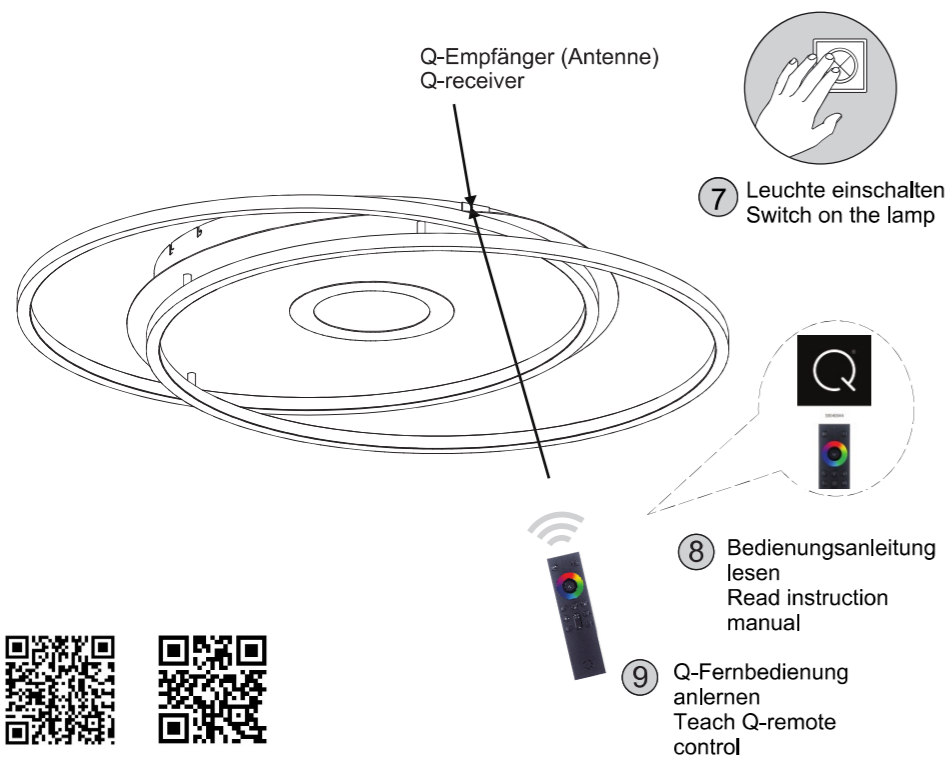 Q-Empfänger (Antenne)
Q-receiver
7 Leuchte einschalten
Switch on the lamp
Q
8 Bedienungsanleitung
lesen
Read instruction
manual
9 Q-Fernbedienung
anlernen
Teach Q-remote
control